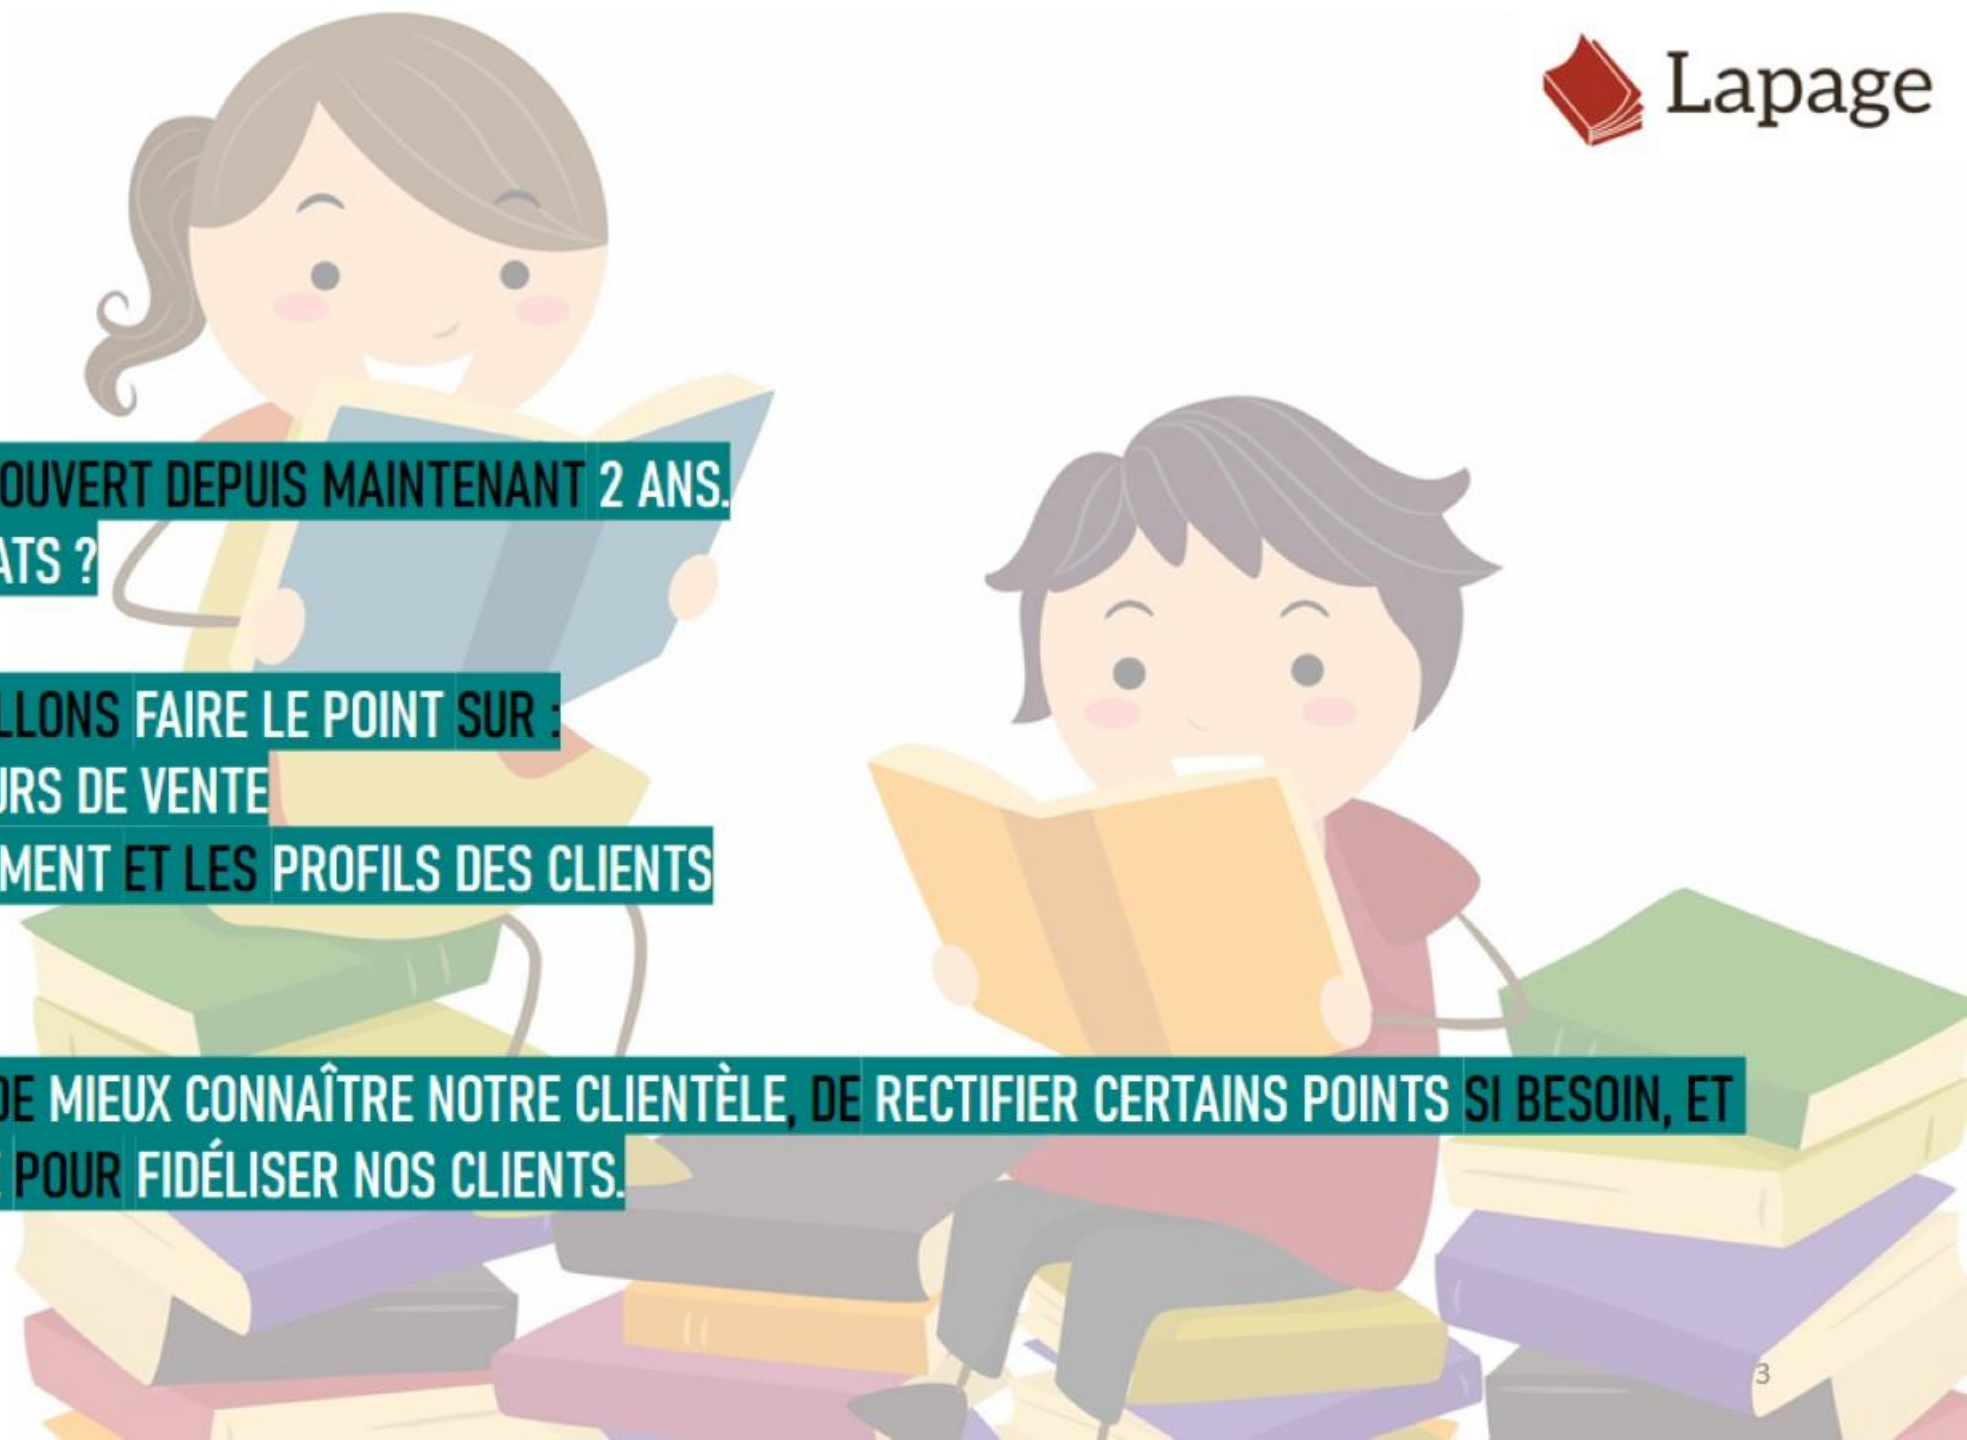 Lapage
OUVERT DEPUIS MAINTENANT 2 ANS.
ATS ?
LLONS FAIRE LE POINT SUR :
URS DE VENTE
MENT ET LES PROFILS DES CLIENTS
DE MIEUX CONNAÎTRE NOTRE CLIENTÈLE, DE RECTIFIER CERTAINS POINTS SI BESOIN, ET
POUR FIDÉLISER NOS CLIENTS.
3